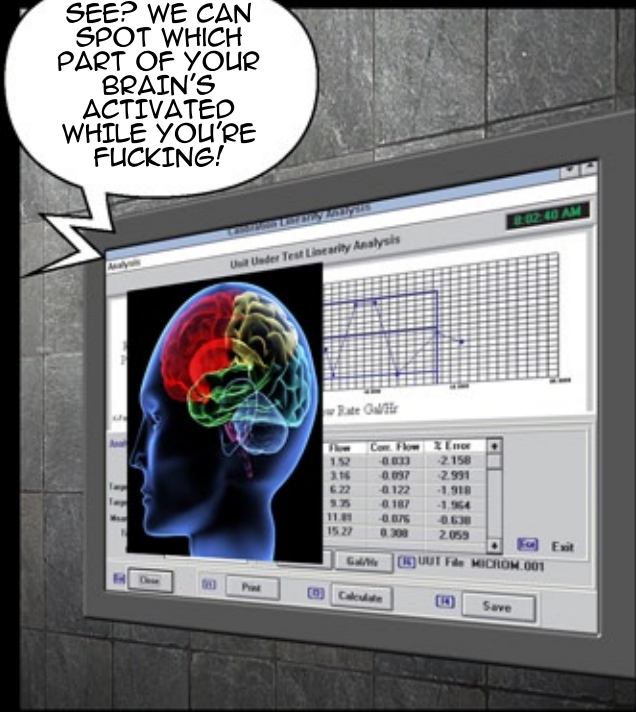 SEE? WE CAN
SPOT WHICH
PART OF YOUR
BRAIN'S
ACTIVATED
WHILE YOU'RE
FUCKING!
Calibration Linearity Analysis
8:02:40 AM
Analysis
Unit Under Test Linearity Analysis
Rate Gal/Hr
Flow Corr. Flow % Error
1.52 -0.033 -2.158
3.16 -0.097 -2.991
6.22 -0.122 -1.918
9.35 -0.187 -1.964
11.81 -0.076 -0.638
15.27 0.308 2.059
Exit
Gal/Hr UUT File MICROM.001
Close Print Calculate Save